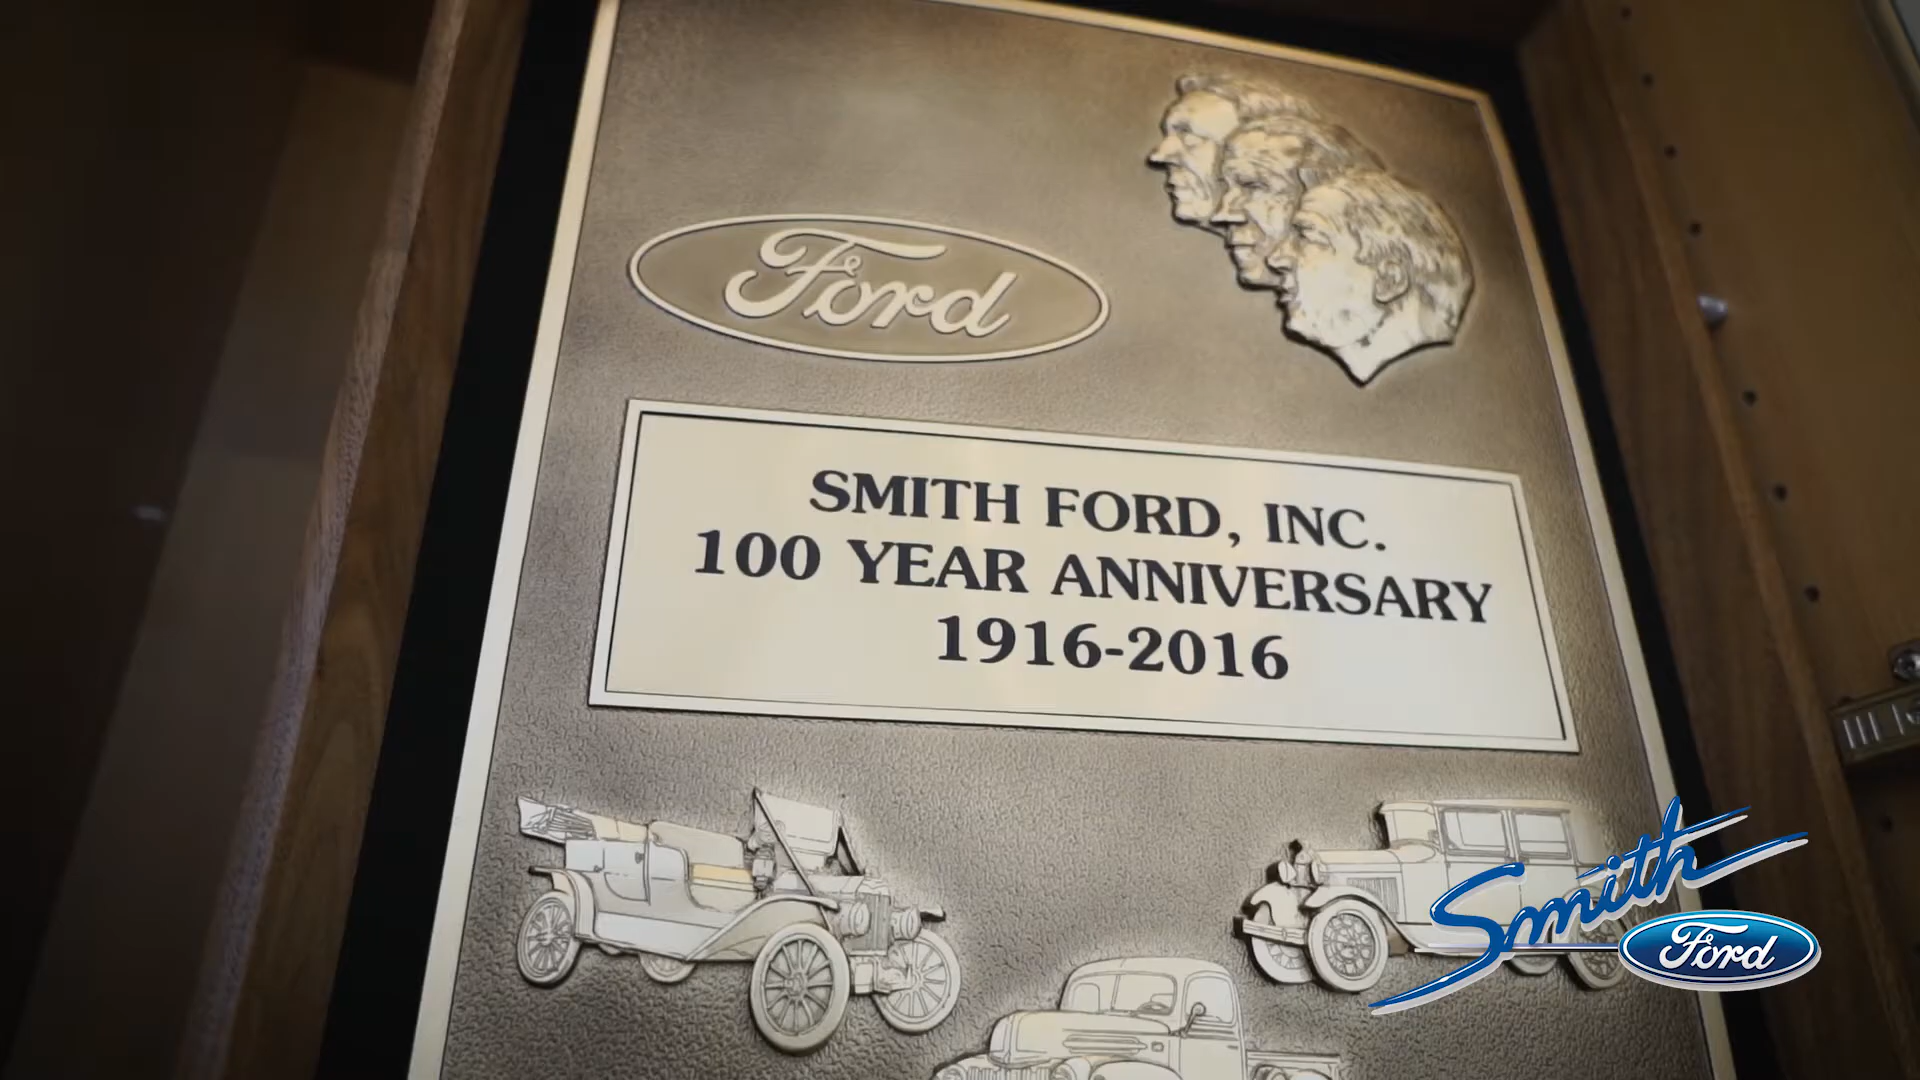 Ford
SMITH FORD, INC.
100 YEAR ANNIVERSARY
1916-2016
Smith
Ford